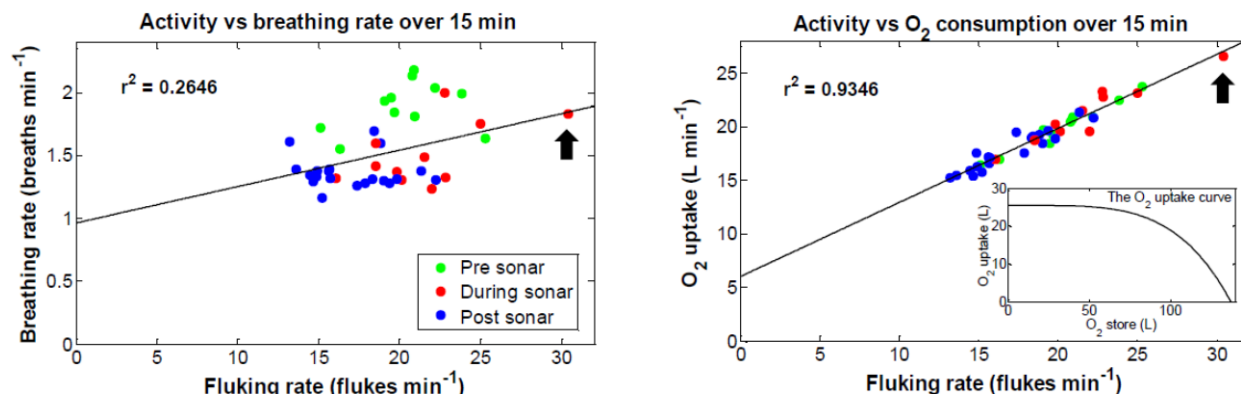 Activity vs breathing rate over 15 min
r² = 0.2646
Breathing rate (breaths min⁻¹)
2
1.5
1
0.5
0
Pre sonar
During sonar
Post sonar
0 5 10 15 20 25 30
Fluking rate (flukes min⁻¹)
Activity vs O₂ consumption over 15 min
r² = 0.9346
O₂ uptake (L min⁻¹)
25
20
15
10
5
0
The O₂ uptake curve
O₂ uptake (L)
30
20
10
0
0 50 100
O₂ store (L)
0 5 10 15 20 25 30
Fluking rate (flukes min⁻¹)